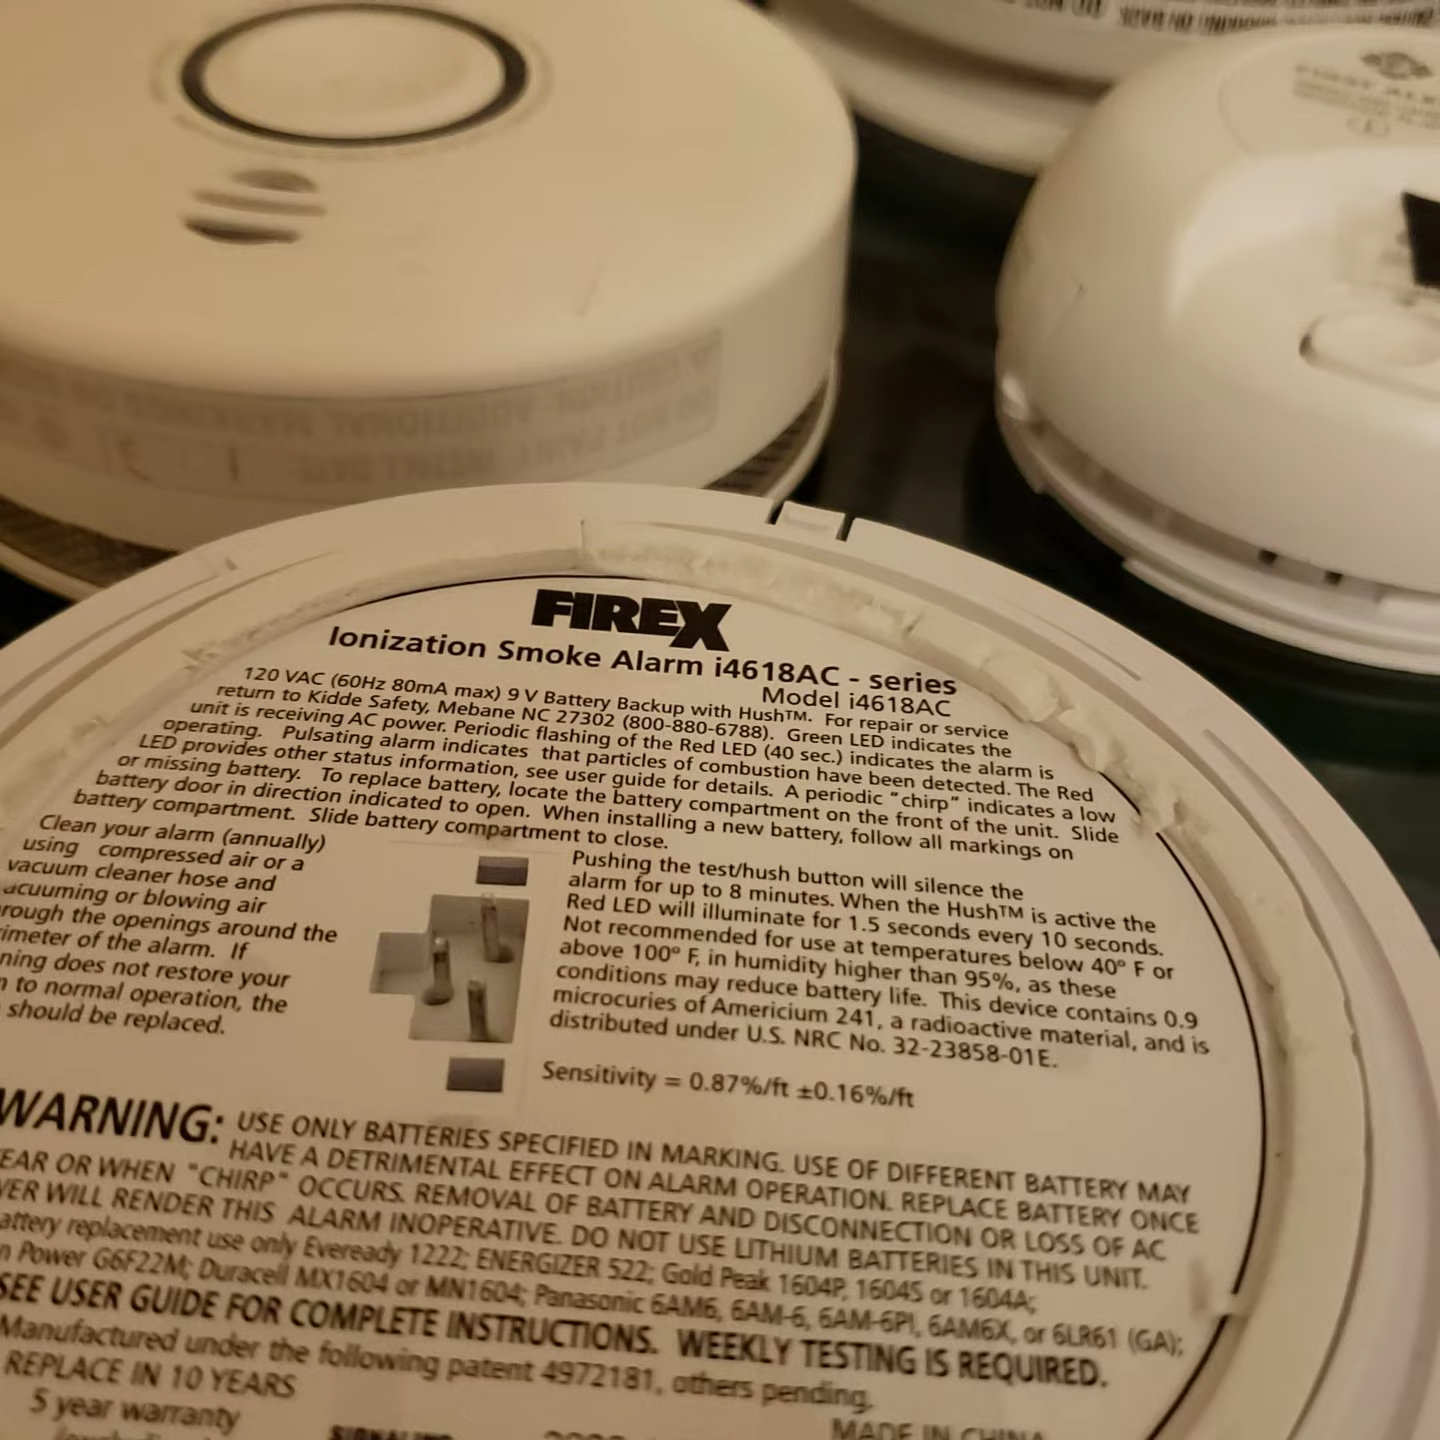 FIRST ALERT
DO NOT PAINT. INSTALL DATE
FIREX
Ionization Smoke Alarm i4618AC - series
Model i4618AC
120 VAC (60Hz 80mA max) 9 V Battery Backup with Hush™. For repair or service
return to Kidde Safety, Mebane NC 27302 (800-880-6788). Green LED indicates the
unit is receiving AC power. Periodic flashing of the Red LED (40 sec.) indicates the alarm is
operating. Pulsating alarm indicates that particles of combustion have been detected. The Red
LED provides other status information, see user guide for details. A periodic "chirp" indicates a low
or missing battery. To replace battery, locate the battery compartment on the front of the unit. Slide
battery door in direction indicated to open. When installing a new battery, follow all markings on
battery compartment. Slide battery compartment to close.
Clean your alarm (annually)
using compressed air or a
vacuum cleaner hose and
acuuming or blowing air
rough the openings around the
imeter of the alarm. If
ning does not restore your
to normal operation, the
should be replaced.
Pushing the test/hush button will silence the
alarm for up to 8 minutes. When the Hush™ is active the
Red LED will illuminate for 1.5 seconds every 10 seconds.
Not recommended for use at temperatures below 40° F or
above 100° F, in humidity higher than 95%, as these
conditions may reduce battery life. This device contains 0.9
microcuries of Americium 241, a radioactive material, and is
distributed under U.S. NRC No. 32-23858-01E.
Sensitivity = 0.87%/ft ±0.16%/ft
WARNING: USE ONLY BATTERIES SPECIFIED IN MARKING. USE OF DIFFERENT BATTERY MAY
HAVE A DETRIMENTAL EFFECT ON ALARM OPERATION. REPLACE BATTERY ONCE
EAR OR WHEN "CHIRP" OCCURS. REMOVAL OF BATTERY AND DISCONNECTION OR LOSS OF AC
WER WILL RENDER THIS ALARM INOPERATIVE. DO NOT USE LITHIUM BATTERIES IN THIS UNIT.
attery replacement use only Eveready 1222; ENERGIZER 522; Gold Peak 1604P, 1604S or 1604A;
n Power G6F22M; Duracell MX1604 or MN1604; Panasonic 6AM6, 6AM-6, 6AM-6PI, 6AM6X, or 6LR61 (GA);
SEE USER GUIDE FOR COMPLETE INSTRUCTIONS. WEEKLY TESTING IS REQUIRED.
Manufactured under the following patent 4972181, others pending.
REPLACE IN 10 YEARS
5 year warranty
MADE IN CHINA